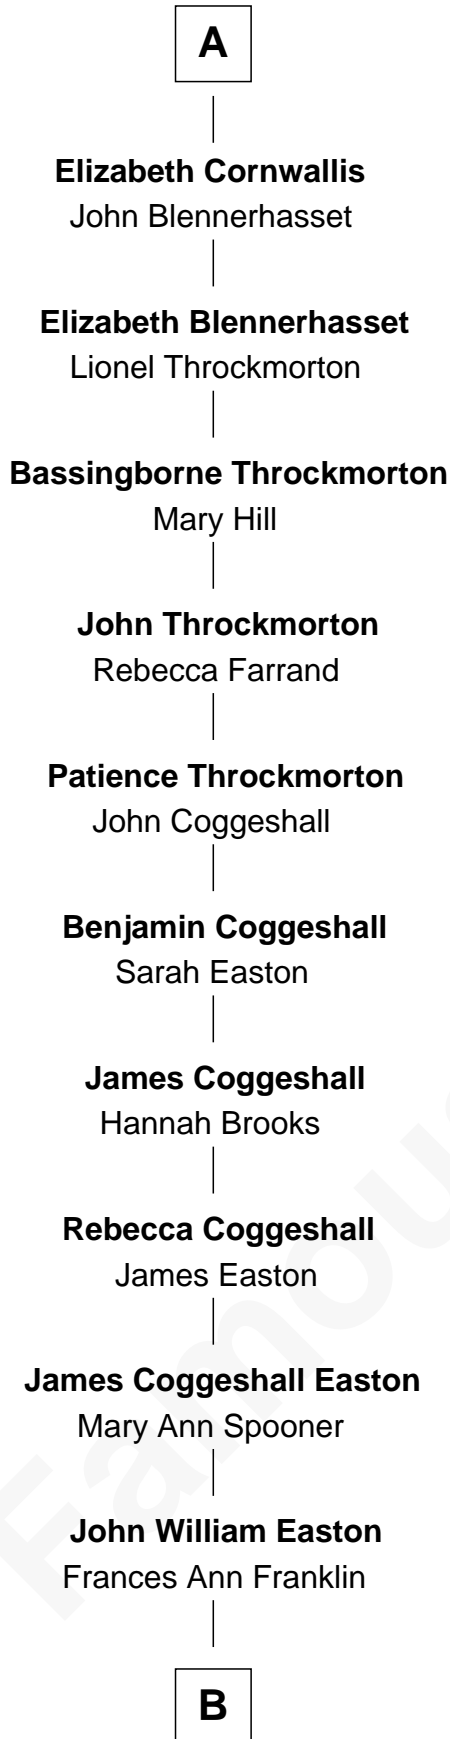 A
Elizabeth Cornwallis
John Blennerhasset
Elizabeth Blennerhasset
Lionel Throckmorton
Bassingborne Throckmorton
Mary Hill
John Throckmorton
Rebecca Farrand
Patience Throckmorton
John Coggeshall
Benjamin Coggeshall
Sarah Easton
James Coggeshall
Hannah Brooks
Rebecca Coggeshall
James Easton
James Coggeshall Easton
Mary Ann Spooner
John William Easton
Frances Ann Franklin
B